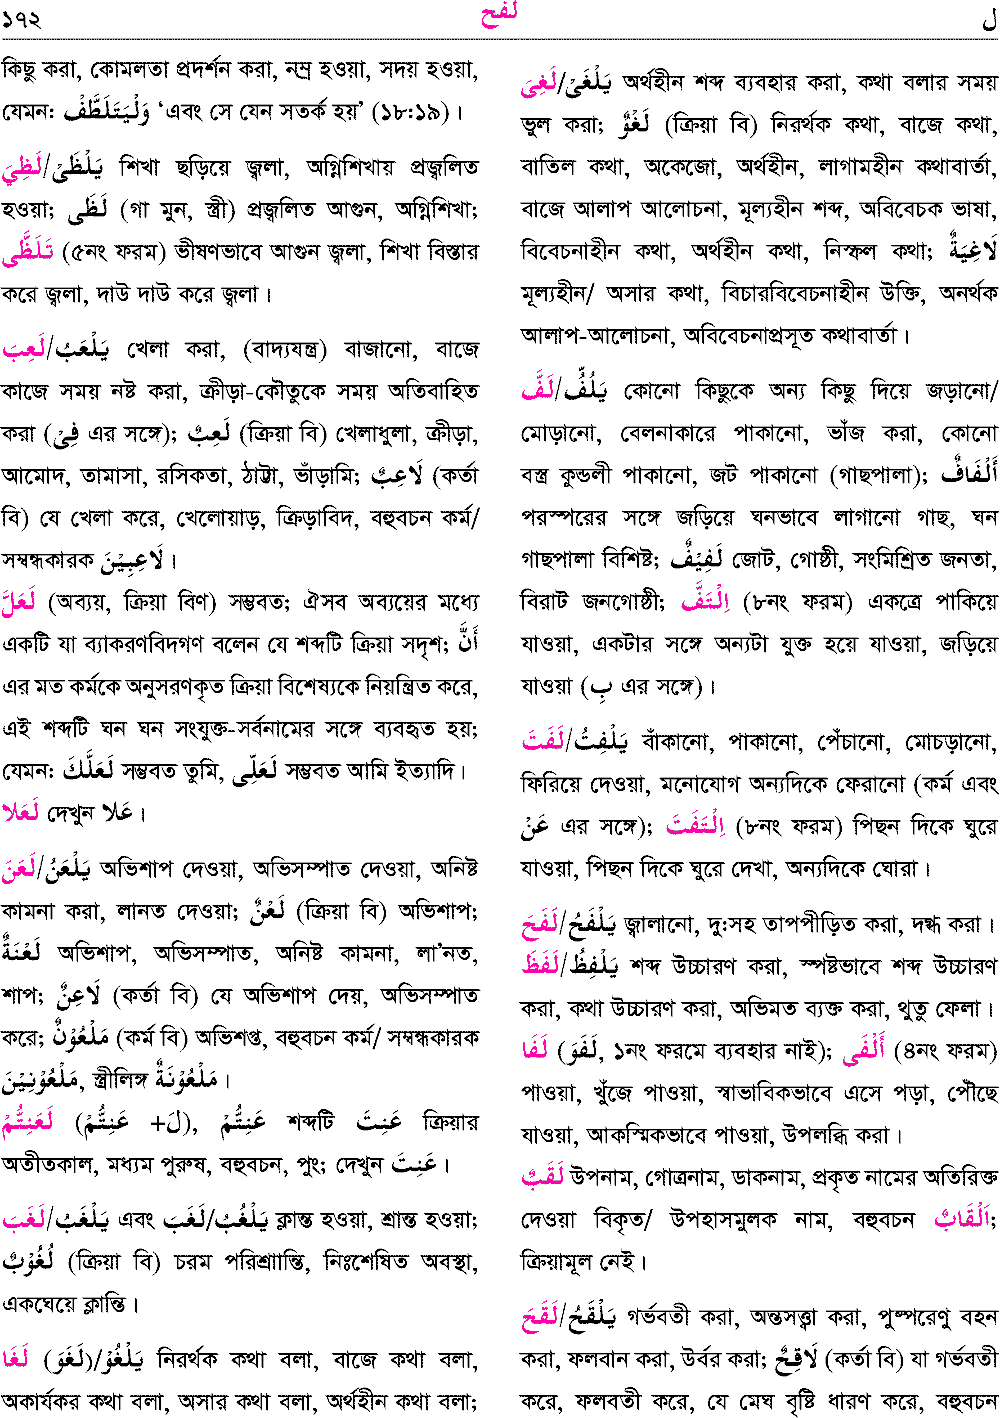 ১৭২ لَفَحَ ل
কিছু করা, কোমলতা প্রদর্শন করা, নম্র হওয়া, সদয় হওয়া,
যেমন: وَلْيَتَلَطَّفْ ‘এবং সে যেন সতর্ক হয়’ (১৮:১৯)।
لَظِيَ/يَلْظَىْ শিখা ছড়িয়ে জ্বলা, অগ্নিশিখায় প্রজ্বলিত
হওয়া; لَظَى (গা মুন, স্ত্রী) প্রজ্বলিত আগুন, অগ্নিশিখা;
تَلَظَّى (৫নং ফরম) ভীষণভাবে আগুন জ্বলা, শিখা বিস্তার
করে জ্বলা, দাউ দাউ করে জ্বলা।
لَعِبَ/يَلْعَبُ খেলা করা, (বাদ্যযন্ত্র) বাজানো, বাজে
কাজে সময় নষ্ট করা, ক্রীড়া-কৌতুকে সময় অতিবাহিত
করা (فِىْ এর সঙ্গে); لَعِبٌ (ক্রিয়া বি) খেলাধুলা, ক্রীড়া,
আমোদ, তামাসা, রসিকতা, ঠাট্টা, ভাঁড়ামি; لَاعِبٌ (কর্তা
বি) যে খেলা করে, খেলোয়াড়, ক্রিড়াবিদ, বহুবচন কর্ম/
সম্বন্ধকারক لَاعِبِيْنَ।
لَعَلَّ (অব্যয়, ক্রিয়া বিণ) সম্ভবত; ঐসব অব্যয়ের মধ্যে
একটি যা ব্যাকরণবিদগণ বলেন যে শব্দটি ক্রিয়া সদৃশ; أَنَّ
এর মত কর্মকে অনুসরণকৃত ক্রিয়া বিশেষ্যকে নিয়ন্ত্রিত করে,
এই শব্দটি ঘন ঘন সংযুক্ত-সর্বনামের সঙ্গে ব্যবহৃত হয়;
যেমন: لَعَلَّكَ সম্ভবত তুমি, لَعَلِّى সম্ভবত আমি ইত্যাদি।
لَعَلا দেখুন عَلا।
لَعَنَ/يَلْعَنُ অভিশাপ দেওয়া, অভিসম্পাত দেওয়া, অনিষ্ট
কামনা করা, লানত দেওয়া; لَعْنٌ (ক্রিয়া বি) অভিশাপ;
لَعْنَةٌ অভিশাপ, অভিসম্পাত, অনিষ্ট কামনা, লা’নত,
শাপ; لَاعِنٌ (কর্তা বি) যে অভিশাপ দেয়, অভিসম্পাত
করে; مَلْعُوْنٌ (কর্ম বি) অভিশপ্ত, বহুবচন কর্ম/ সম্বন্ধকারক
مَلْعُوْنِيْنَ, স্ত্রীলিঙ্গ مَلْعُوْنَةٌ।
لَعَنِتُّمْ (لَ+ عَنِتُّمْ), عَنِتُّمْ শব্দটি عَنِتَ ক্রিয়ার
অতীতকাল, মধ্যম পুরুষ, বহুবচন, পুং; দেখুন عَنِتَ।
لَغَبَ/يَلْغَبُ এবং لَغَبَ/يَلْغُبُ ক্লান্ত হওয়া, শ্রান্ত হওয়া;
لُغُوْبٌ (ক্রিয়া বি) চরম পরিশ্রান্তি, নিঃশেষিত অবস্থা,
একঘেয়ে ক্লান্তি।
لَغَا (لَغَوَ)/يَلْغُوْ নিরর্থক কথা বলা, বাজে কথা বলা,
অকার্যকর কথা বলা, অসার কথা বলা, অর্থহীন কথা বলা;
لَغِىَ/يَلْغَىْ অর্থহীন শব্দ ব্যবহার করা, কথা বলার সময়
ভুল করা; لَغْوٌ (ক্রিয়া বি) নিরর্থক কথা, বাজে কথা,
বাতিল কথা, অকেজো, অর্থহীন, লাগামহীন কথাবার্তা,
বাজে আলাপ আলোচনা, মূল্যহীন শব্দ, অবিবেচক ভাষা,
বিবেচনাহীন কথা, অর্থহীন কথা, নিস্ফল কথা; لَاغِيَةٌ
মূল্যহীন/ অসার কথা, বিচারবিবেচনাহীন উক্তি, অনর্থক
আলাপ-আলোচনা, অবিবেচনাপ্রসূত কথাবার্তা।
لَفَّ/يَلُفُّ কোনো কিছুকে অন্য কিছু দিয়ে জড়ানো/
মোড়ানো, বেলনাকারে পাকানো, ভাঁজ করা, কোনো
বস্ত্র কুন্ডলী পাকানো, জট পাকানো (গাছপালা); أَلْفَافٌ
পরস্পরের সঙ্গে জড়িয়ে ঘনভাবে লাগানো গাছ, ঘন
গাছপালা বিশিষ্ট; لَفِيْفٌ জোট, গোষ্ঠী, সংমিশ্রিত জনতা,
বিরাট জনগোষ্ঠী; اِلْتَفَّ (৮নং ফরম) একত্রে পাকিয়ে
যাওয়া, একটার সঙ্গে অন্যটা যুক্ত হয়ে যাওয়া, জড়িয়ে
যাওয়া (بِ এর সঙ্গে)।
لَفَتَ/يَلْفِتُ বাঁকানো, পাকানো, পেঁচানো, মোচড়ানো,
ফিরিয়ে দেওয়া, মনোযোগ অন্যদিকে ফেরানো (কর্ম এবং
عَنْ এর সঙ্গে); اِلْتَفَتَ (৮নং ফরম) পিছন দিকে ঘুরে
যাওয়া, পিছন দিকে ঘুরে দেখা, অন্যদিকে ঘোরা।
لَفَحَ/يَلْفَحُ জ্বালানো, দু:সহ তাপপীড়িত করা, দগ্ধ করা।
لَفَظَ/يَلْفِظُ শব্দ উচ্চারণ করা, স্পষ্টভাবে শব্দ উচ্চারণ
করা, কথা উচ্চারণ করা, অভিমত ব্যক্ত করা, থুতু ফেলা।
لَفَا (لَفَوَ, ১নং ফরমে ব্যবহার নাই); أَلْفَى (৪নং ফরম)
পাওয়া, খুঁজে পাওয়া, স্বাভাবিকভাবে এসে পড়া, পৌঁছে
যাওয়া, আকস্মিকভাবে পাওয়া, উপলব্ধি করা।
لَقَبٌ উপনাম, গোত্রনাম, ডাকনাম, প্রকৃত নামের অতিরিক্ত
দেওয়া বিকৃত/ উপহাসমুলক নাম, বহুবচন اَلْقَابٌ;
ক্রিয়ামূল নেই।
لَقَحَ/يَلْقَحُ গর্ভবতী করা, অন্তসত্ত্বা করা, পুষ্পরেণু বহন
করা, ফলবান করা, উর্বর করা; لَاقِحٌ (কর্তা বি) যা গর্ভবতী
করে, ফলবতী করে, যে মেঘ বৃষ্টি ধারণ করে, বহুবচন